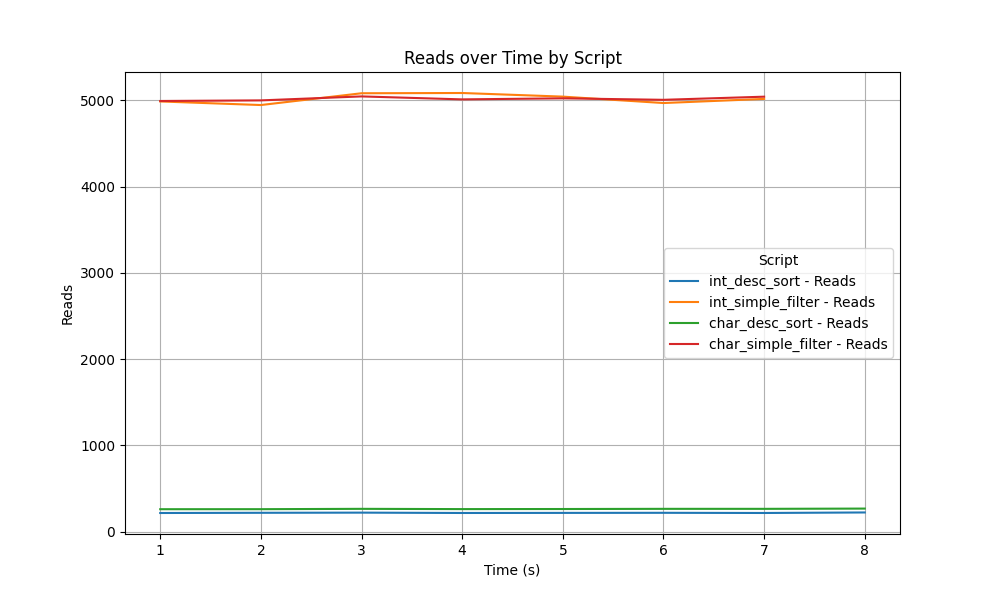 Reads over Time by Script
5000
4000
3000
2000
1000
0
Reads
Script
int_desc_sort - Reads
int_simple_filter - Reads
char_desc_sort - Reads
char_simple_filter - Reads
1 2 3 4 5 6 7 8
Time (s)